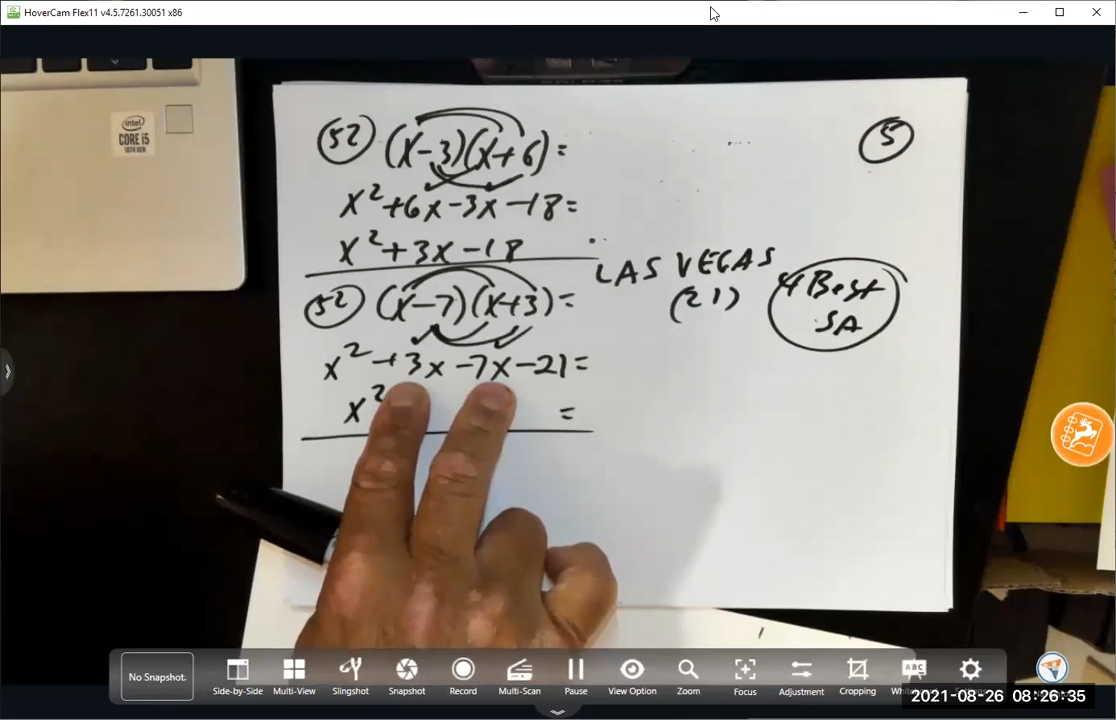 HoverCam Flex11 v4.5.7261.30051 x86
intel
CORE i5
10TH GEN
52 (x-3)(x+6)=
5
x²+6x-3x-18=
x²+3x-18
LAS VEGAS
(21)
4 Best
SA
52 (x-7)(x+3)=
x²+3x-7x-21=
x² =
No Snapshot.
Side-by-Side
Multi-View
Slingshot
Snapshot
Record
Multi-Scan
Pause
View Option
Zoom
Focus
Adjustment
Cropping
ABC
2021-08-26 08:26:35